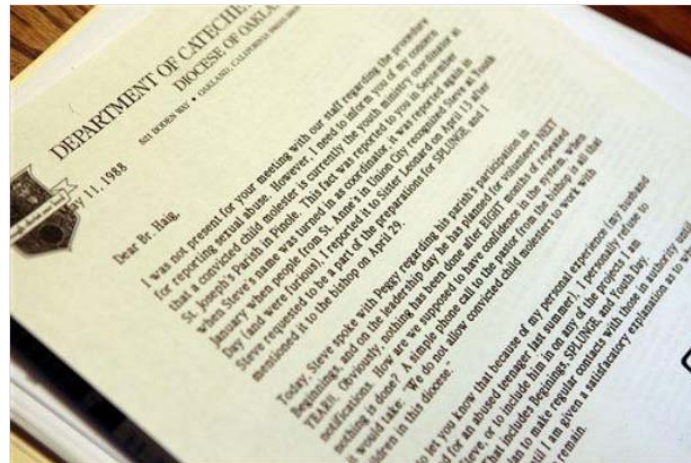 DEPARTMENT OF CATECHE
DIOCESE OF OAKLAN
BODEN WAY • OAKLAND, CALIFORNIA
y 11, 1988
Dear Br. Haig,
I was not present for your meeting with our staff regarding the procedure
for reporting sexual abuse. However, I need to inform you of my concern
that a convicted child molester is currently the youth ministry coordinator at
St. Joseph's Parish in Pinole. This fact was reported to you in September
when Steve's name was turned in as coordinator, it was reported again in
January when people from St. Anne's in Union City recognized Steve at Youth
Day (and were furious), I reported it to Sister Leonard on April 13 after
Steve requested to be a part of the preparations for SPLUNGE, and I
mentioned it to the bishop on April 29.
Today, Steve spoke with Peggy regarding his parish's participation in
Beginnings, and on the leadership day he has planned for volunteers NEXT
YEAR!!. Obviously, nothing has been done after EIGHT months of repeated
notifications. How are we supposed to have confidence in the system, when
nothing is done? A simple phone call to the pastor from the bishop is all that
it would take: "We do not allow convicted child molesters to work with
ildren in this diocese."
to let you know that because of my personal experience (my husband
d for an abused teenager last summer), I personally refuse to
Steve, or to include him in on any of the projects I am
hat includes Beginings, SPLUNGE, and Youth Day.
an to make regular contacts with those in authority until
til I am given a satisfacatory explanation as to w
remain.